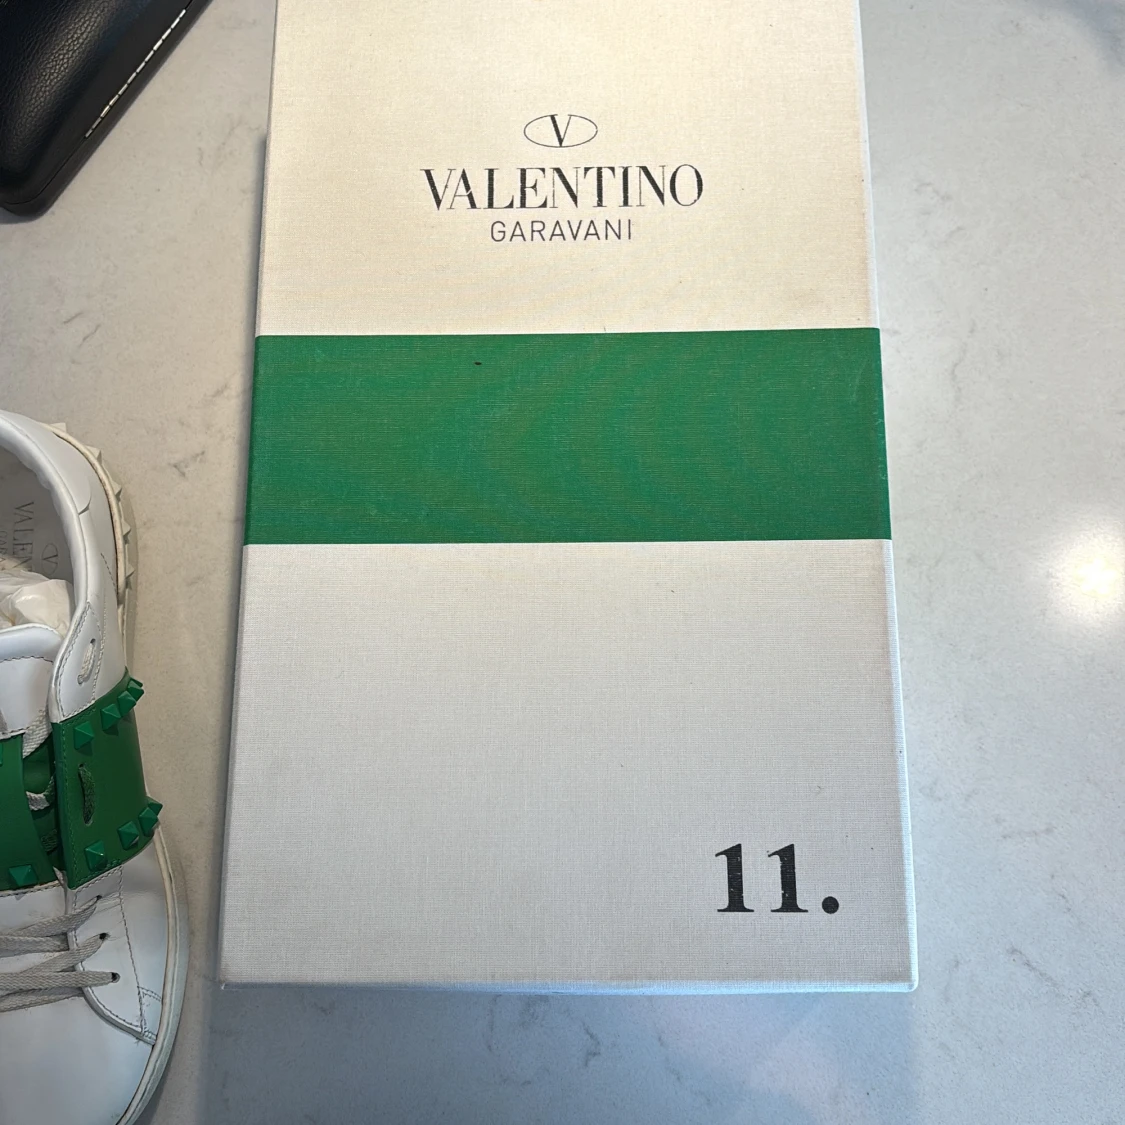 V
VALENTINO
GARAVANI
11.